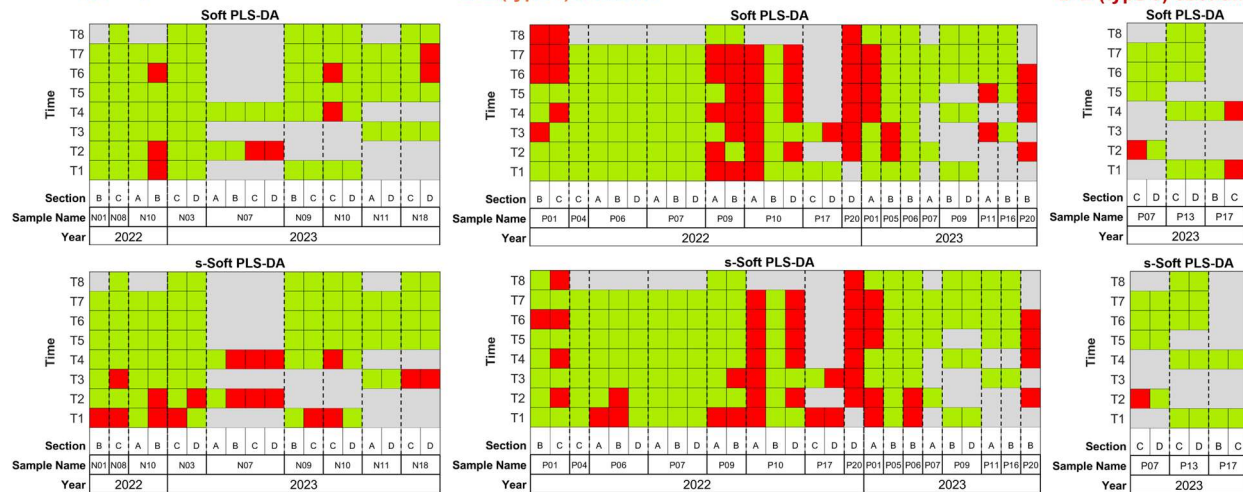 Soft PLS-DA
T8
T7
T6
T5
T4
T3
T2
T1
Time
Section B C A B C D A B C D B C C D A D C D
Sample Name N01 N08 N10 N03 N07 N09 N10 N11 N18
Year 2022 2023
Soft PLS-DA
T8
T7
T6
T5
T4
T3
T2
T1
Time
Section B C C A B D A B D A B A B D C D D A B B A B D A B B
Sample Name P01 P04 P06 P07 P09 P10 P17 P20 P01 P05 P06 P07 P09 P11 P16 P20
Year 2022 2023
Soft PLS-DA
T8
T7
T6
T5
T4
T3
T2
T1
Time
Section C D C D B C
Sample Name P07 P13 P17
Year 2023
s-Soft PLS-DA
T8
T7
T6
T5
T4
T3
T2
T1
Time
Section B C A B C D A B C D B C C D A D C D
Sample Name N01 N08 N10 N03 N07 N09 N10 N11 N18
Year 2022 2023
s-Soft PLS-DA
T8
T7
T6
T5
T4
T3
T2
T1
Time
Section B C C A B D A B D A B A B D C D D A B B A B D A B B
Sample Name P01 P04 P06 P07 P09 P10 P17 P20 P01 P05 P06 P07 P09 P11 P16 P20
Year 2022 2023
s-Soft PLS-DA
T8
T7
T6
T5
T4
T3
T2
T1
Time
Section C D C D B C
Sample Name P07 P13 P17
Year 2023